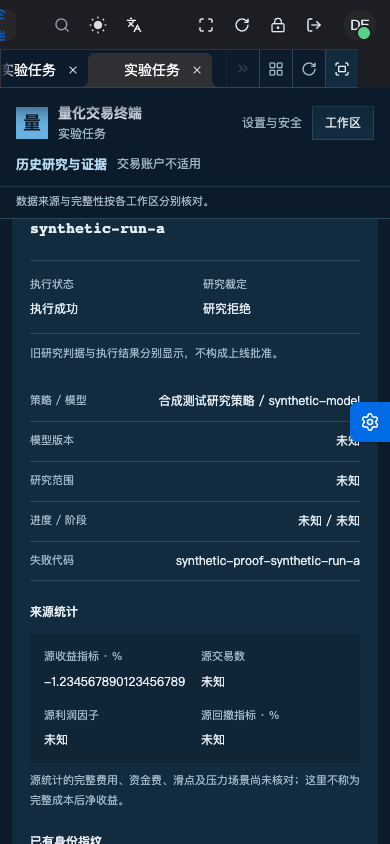 DE
实验任务 ×
实验任务 ×
量
量化交易终端
实验任务
设置与安全
工作区
历史研究与证据 交易账户不适用
数据来源与完整性按各工作区分别核对。
synthetic-run-a
执行状态 研究裁定
执行成功 研究拒绝
旧研究判据与执行结果分别显示，不构成上线批准。
策略 / 模型 合成测试研究策略 / synthetic-model
模型版本 未知
研究范围 未知
进度 / 阶段 未知 / 未知
失败代码 synthetic-proof-synthetic-run-a
来源统计
源收益指标 · % 源交易数
-1.234567890123456789 未知
源利润因子 源回撤指标 · %
未知 未知
源统计的完整费用、资金费、滑点及压力场景尚未核对；这里不称为
完整成本后净收益。
已有身份指纹